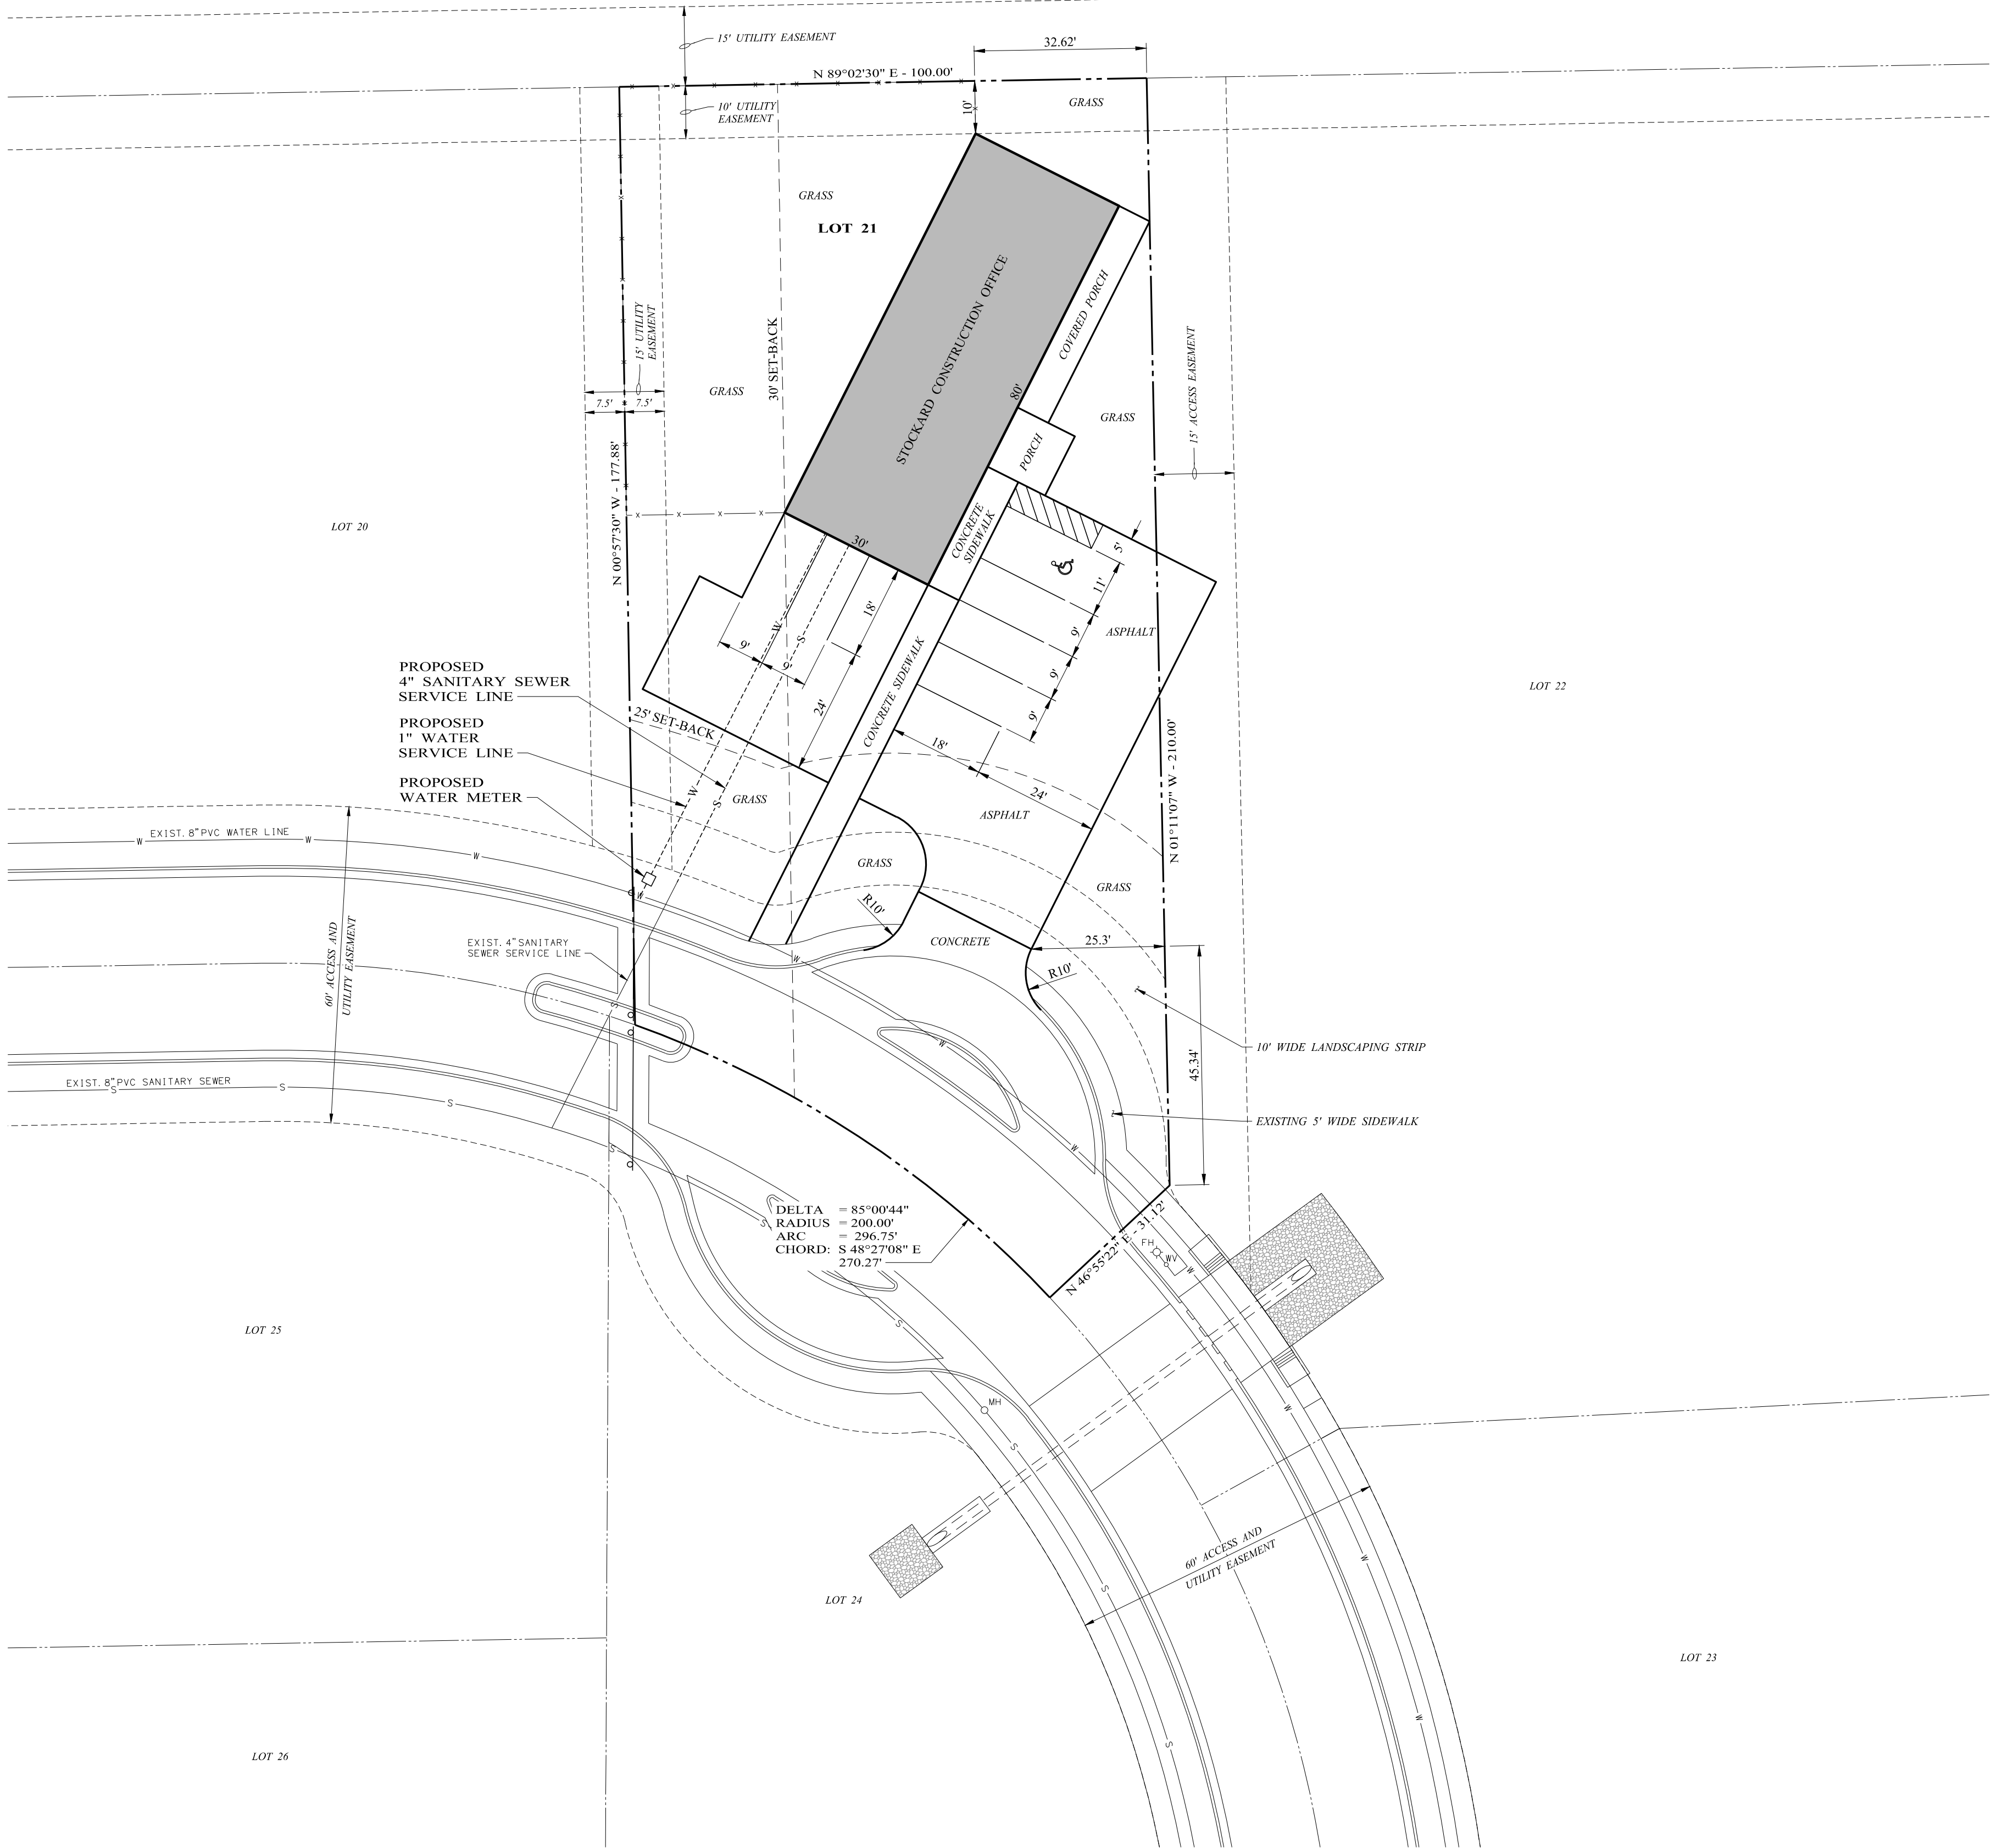 15' UTILITY EASEMENT
32.62'
N 89°02'30" E - 100.00'
10' UTILITY
EASEMENT
10'
GRASS
GRASS
LOT 21
STOCKARD CONSTRUCTION OFFICE
COVERED PORCH
15' UTILITY
EASEMENT
30' SET-BACK
15' ACCESS EASEMENT
7.5'
7.5'
GRASS
80'
GRASS
PORCH
N 00°57'30" W - 177.88'
LOT 20
CONCRETE
SIDEWALK
30'
5'
11'
18'
9'
ASPHALT
W
S
9'
9'
9'
CONCRETE SIDEWALK
PROPOSED
4" SANITARY SEWER
SERVICE LINE
LOT 22
24'
9'
25' SET-BACK
PROPOSED
1" WATER
SERVICE LINE
18'
N 01°11'07" W - 210.00'
PROPOSED
WATER METER
W
S
GRASS
24'
ASPHALT
EXIST. 8" PVC WATER LINE
W
W
W
GRASS
GRASS
W
R10'
60' ACCESS AND
UTILITY EASEMENT
EXIST. 4" SANITARY
SEWER SERVICE LINE
CONCRETE
25.3'
W
R10'
S
W
10' WIDE LANDSCAPING STRIP
45.34'
EXIST. 8" PVC SANITARY SEWER
S
S
S
EXISTING 5' WIDE SIDEWALK
S
W
W
DELTA = 85°00'44"
RADIUS = 200.00'
ARC = 296.75'
CHORD: S 48°27'08" E
270.27'
S
N 46°55'22" E - 31.12'
FH
WV
W
LOT 25
S
MH
W
S
60' ACCESS AND
UTILITY EASEMENT
W
S
LOT 24
LOT 23
W
S
LOT 26